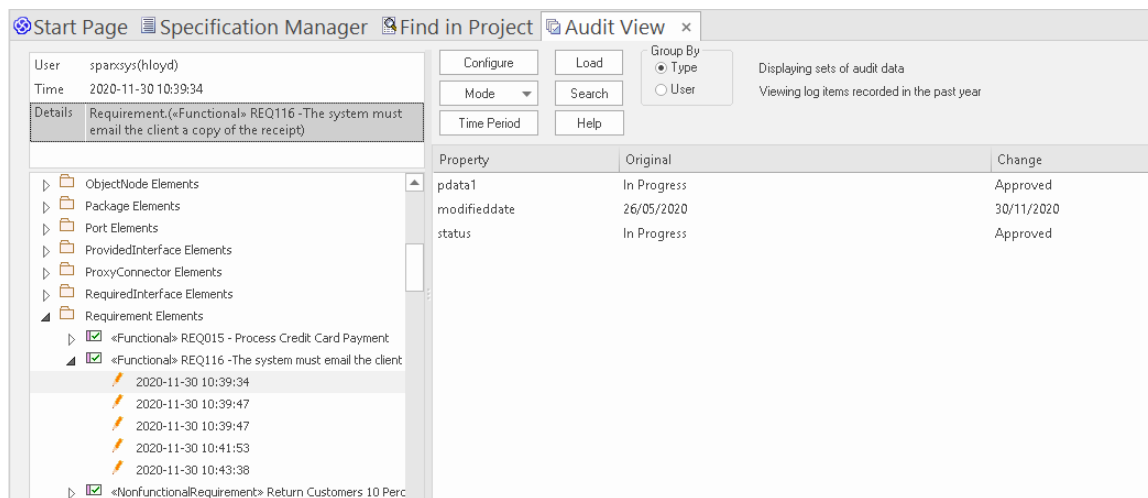 Start Page Specification Manager Find in Project Audit View ×
User sparxsys(hloyd)
Time 2020-11-30 10:39:34
Details Requirement.(«Functional» REQ116 -The system must
email the client a copy of the receipt)
Configure Load
Mode Search
Time Period Help
Group By
Type
User
Displaying sets of audit data
Viewing log items recorded in the past year
ObjectNode Elements
Package Elements
Port Elements
ProvidedInterface Elements
ProxyConnector Elements
RequiredInterface Elements
Requirement Elements
«Functional» REQ015 - Process Credit Card Payment
«Functional» REQ116 -The system must email the client
2020-11-30 10:39:34
2020-11-30 10:39:47
2020-11-30 10:39:47
2020-11-30 10:41:53
2020-11-30 10:43:38
«NonfunctionalRequirement» Return Customers 10 Perc
Property Original Change
pdata1 In Progress Approved
modifieddate 26/05/2020 30/11/2020
status In Progress Approved